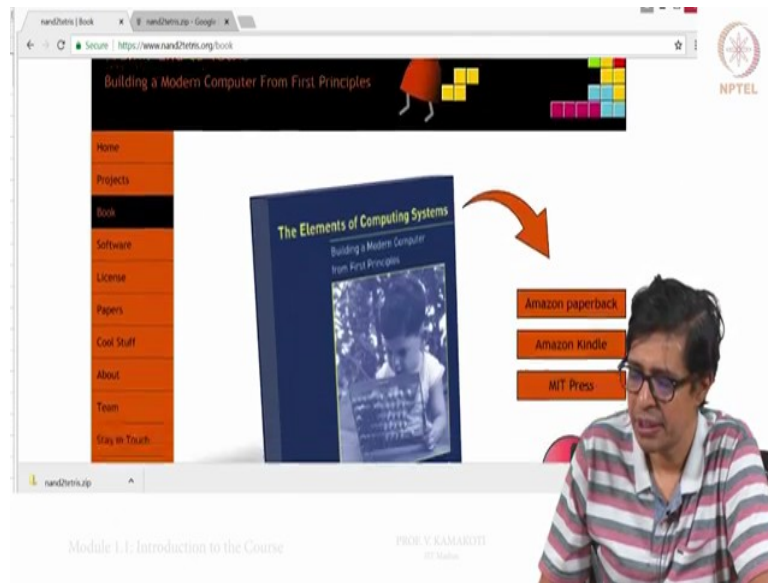 nand2tetris | Book
nand2tetris.zip - Google
Secure
https://www.nand2tetris.org/book
NPTEL
Building a Modern Computer From First Principles
Home
Projects
Book
Software
License
Papers
Cool Stuff
About
Team
Stay in Touch
The Elements of Computing Systems
Building a Modern Computer
from First Principles
Amazon paperback
Amazon Kindle
MIT Press
nand2tetris.zip
Module 1.1: Introduction to the Course
PROF. V. KAMAKOTI
IIT Madras